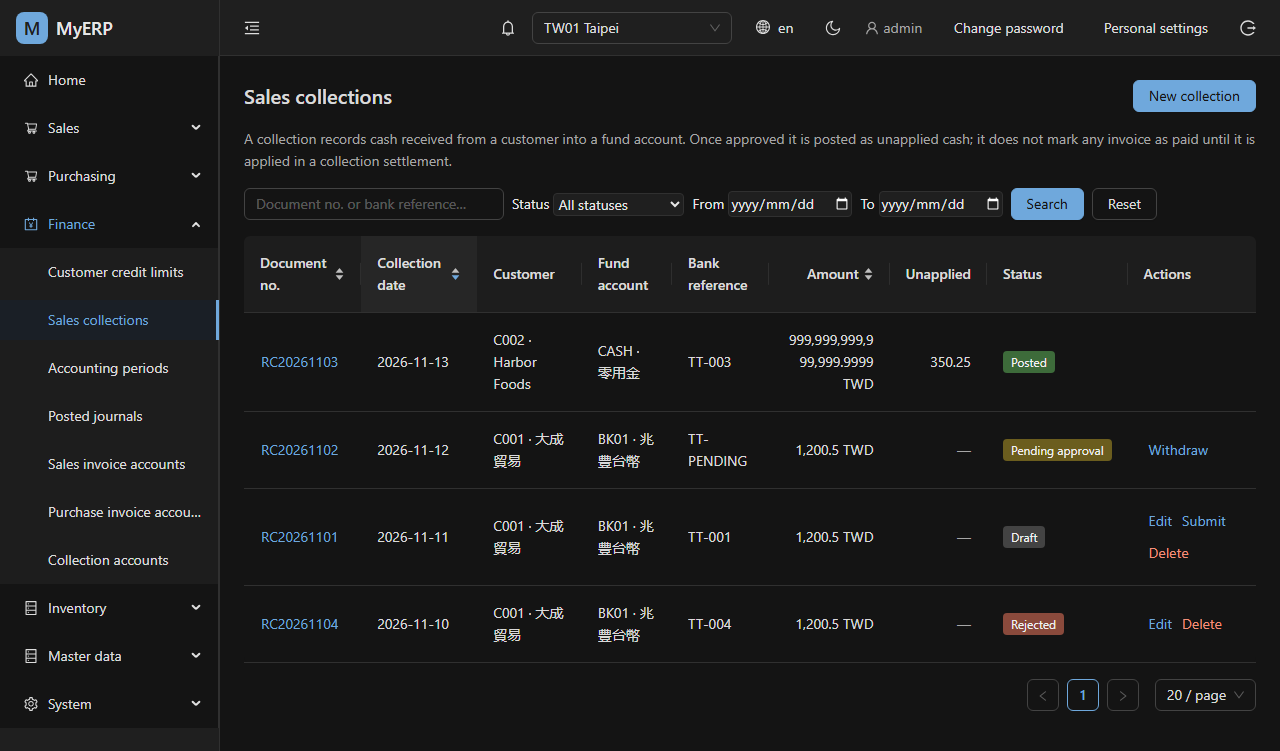 M MyERP
TW01 Taipei
en
admin
Change password
Personal settings
Home
Sales
Purchasing
Finance
Customer credit limits
Sales collections
Accounting periods
Posted journals
Sales invoice accounts
Purchase invoice accou...
Collection accounts
Inventory
Master data
System
Sales collections
New collection
A collection records cash received from a customer into a fund account. Once approved it is posted as unapplied cash; it does not mark any invoice as paid until it is
applied in a collection settlement.
Document no. or bank reference... Status All statuses From yyyy/mm/dd To yyyy/mm/dd Search Reset
Document
no.
Collection
date
Customer
Fund
account
Bank
reference
Amount
Unapplied
Status
Actions
RC20261103
2026-11-13
C002 ·
Harbor
Foods
CASH ·
零用金
TT-003
999,999,999,9
99,999.9999
TWD
350.25
Posted
RC20261102
2026-11-12
C001 · 大成
貿易
BK01 · 兆
豐台幣
TT-
PENDING
1,200.5 TWD
—
Pending approval
Withdraw
RC20261101
2026-11-11
C001 · 大成
貿易
BK01 · 兆
豐台幣
TT-001
1,200.5 TWD
—
Draft
Edit Submit
Delete
RC20261104
2026-11-10
C001 · 大成
貿易
BK01 · 兆
豐台幣
TT-004
1,200.5 TWD
—
Rejected
Edit Delete
< 1 > 20 / page